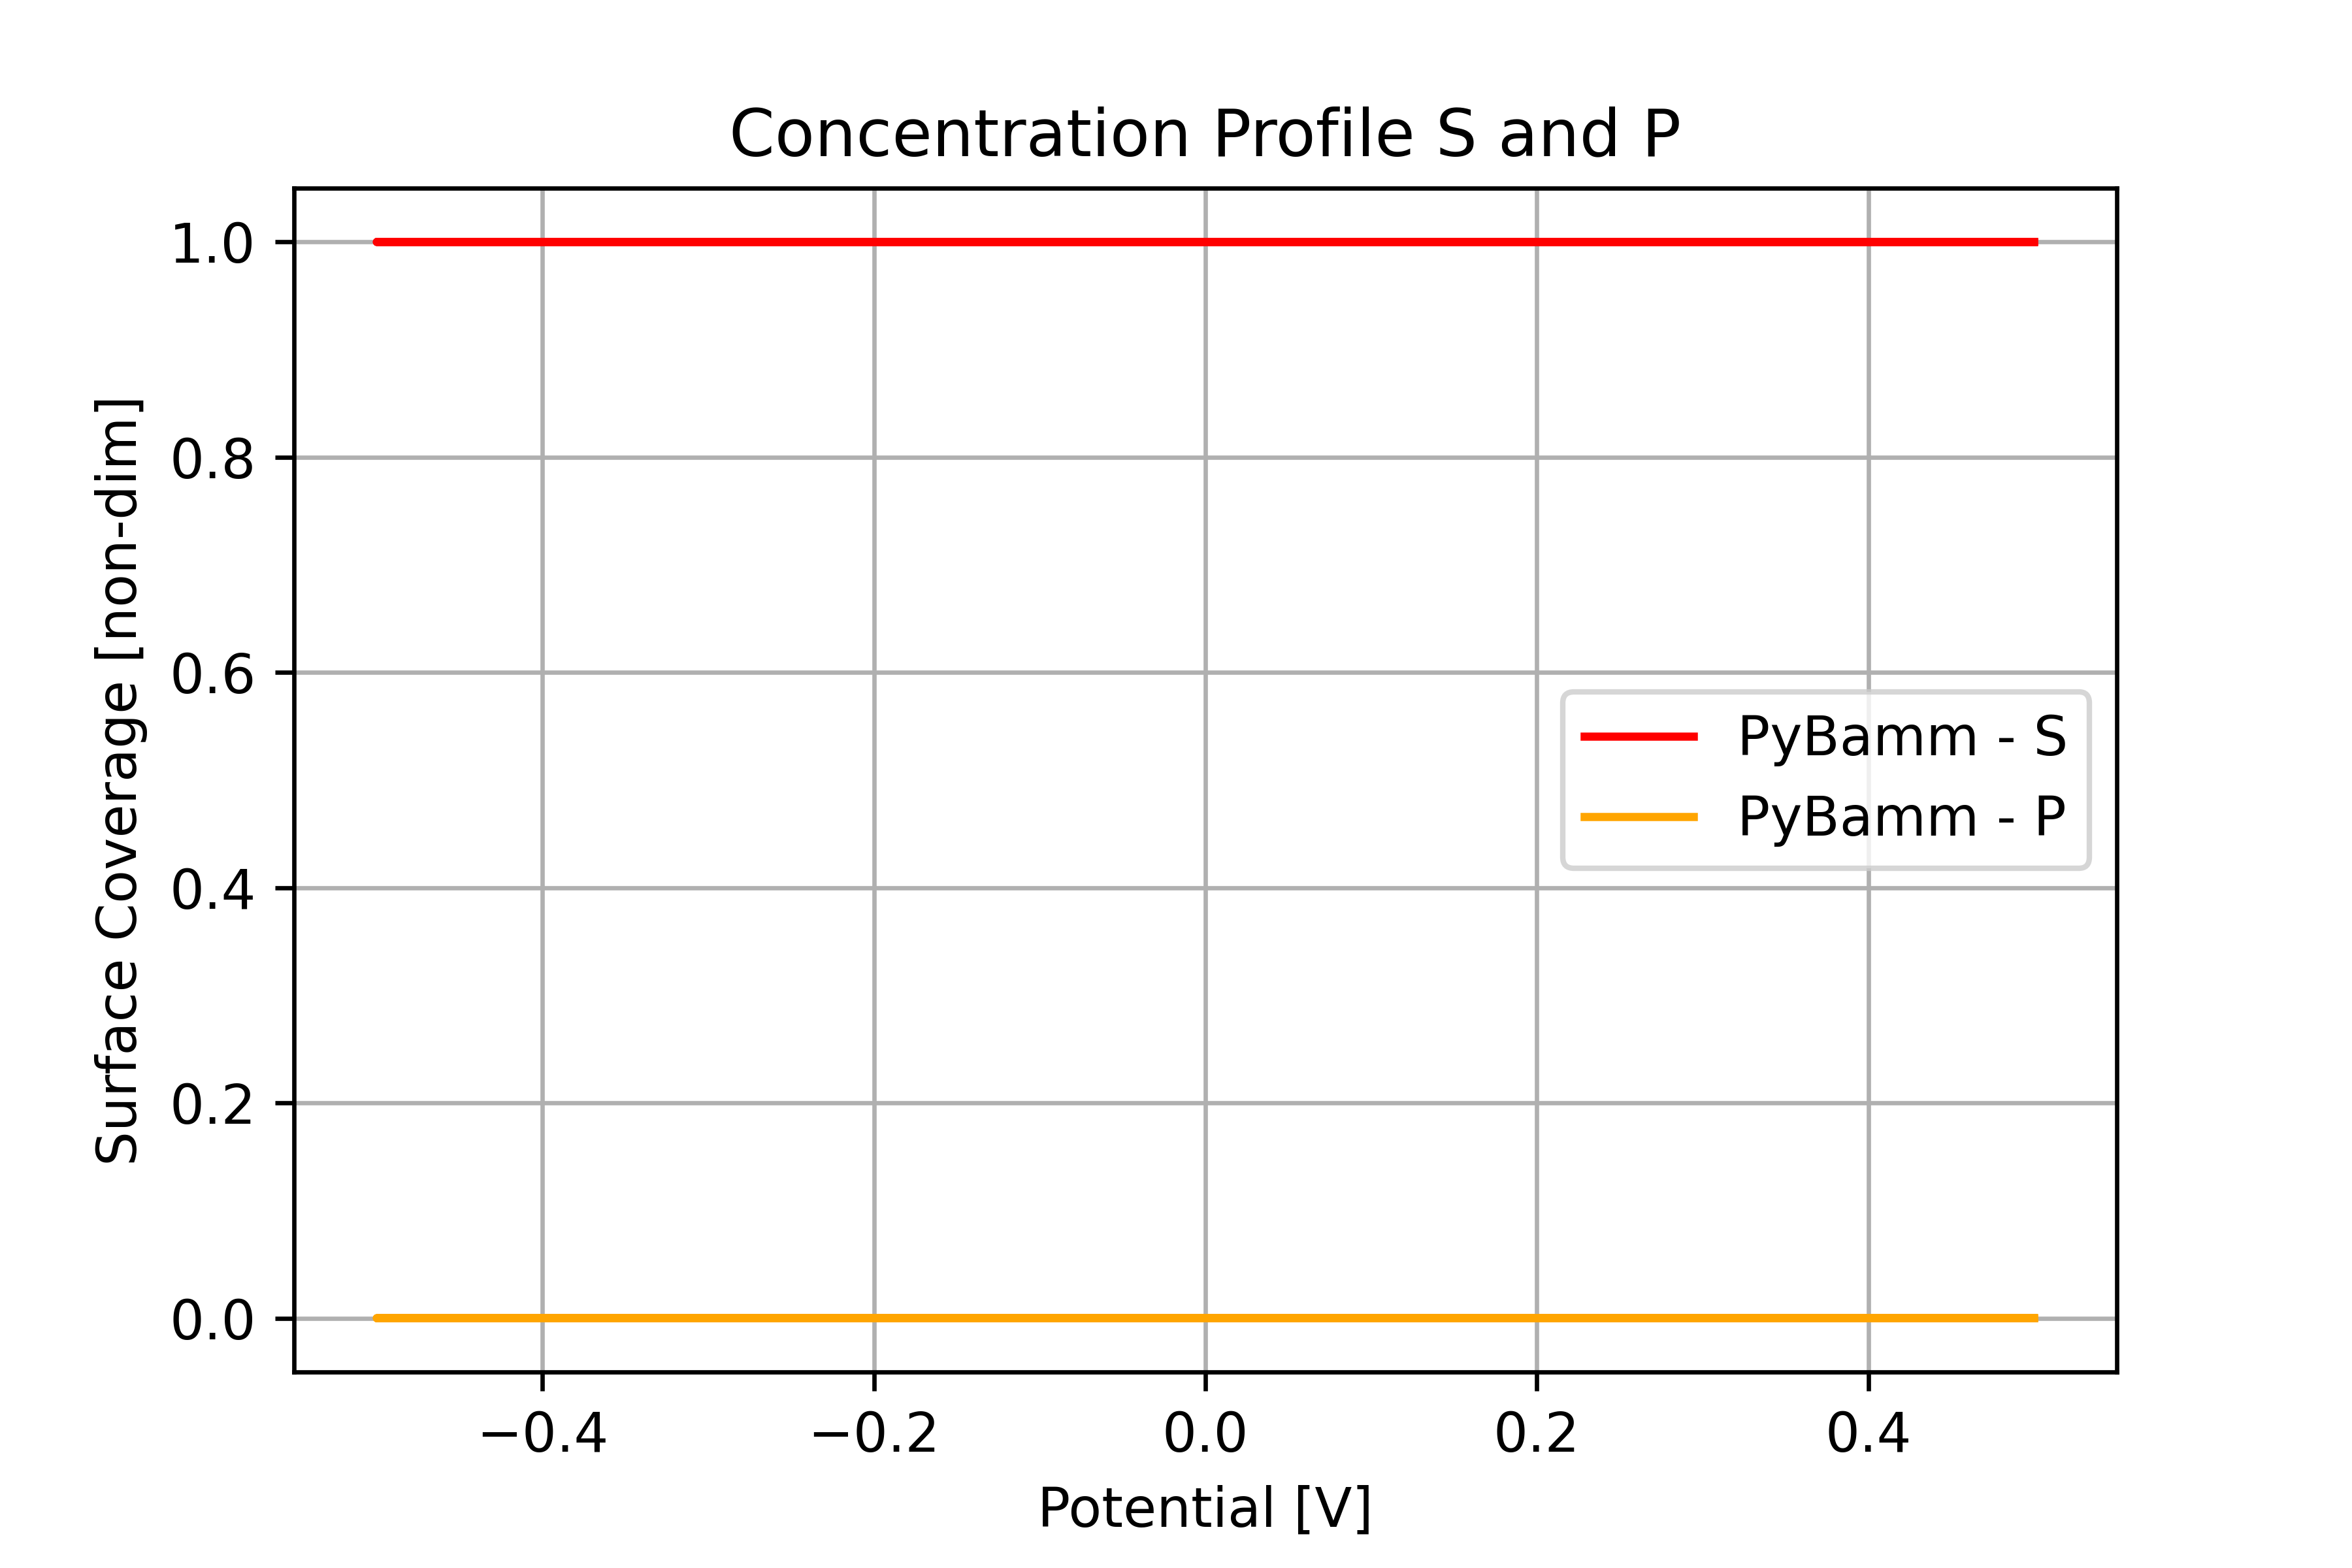 Concentration Profile S and P
Surface Coverage [non-dim]
1.0
0.8
0.6
0.4
0.2
0.0
PyBamm - S
PyBamm - P
−0.4
−0.2
0.0
0.2
0.4
Potential [V]